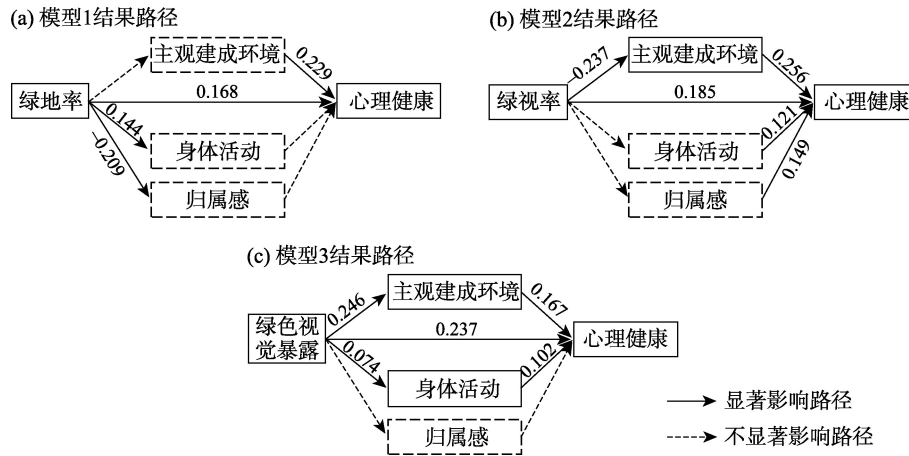 (a) 模型1结果路径
主观建成环境
0.229
绿地率
0.168
心理健康
0.144
身体活动
−0.209
归属感
(b) 模型2结果路径
−0.237
主观建成环境
0.256
绿视率
0.185
心理健康
身体活动
0.121
归属感
0.149
(c) 模型3结果路径
0.246
主观建成环境
0.167
绿色视
觉暴露
0.237
心理健康
0.074
身体活动
0.102
归属感
显著影响路径
不显著影响路径